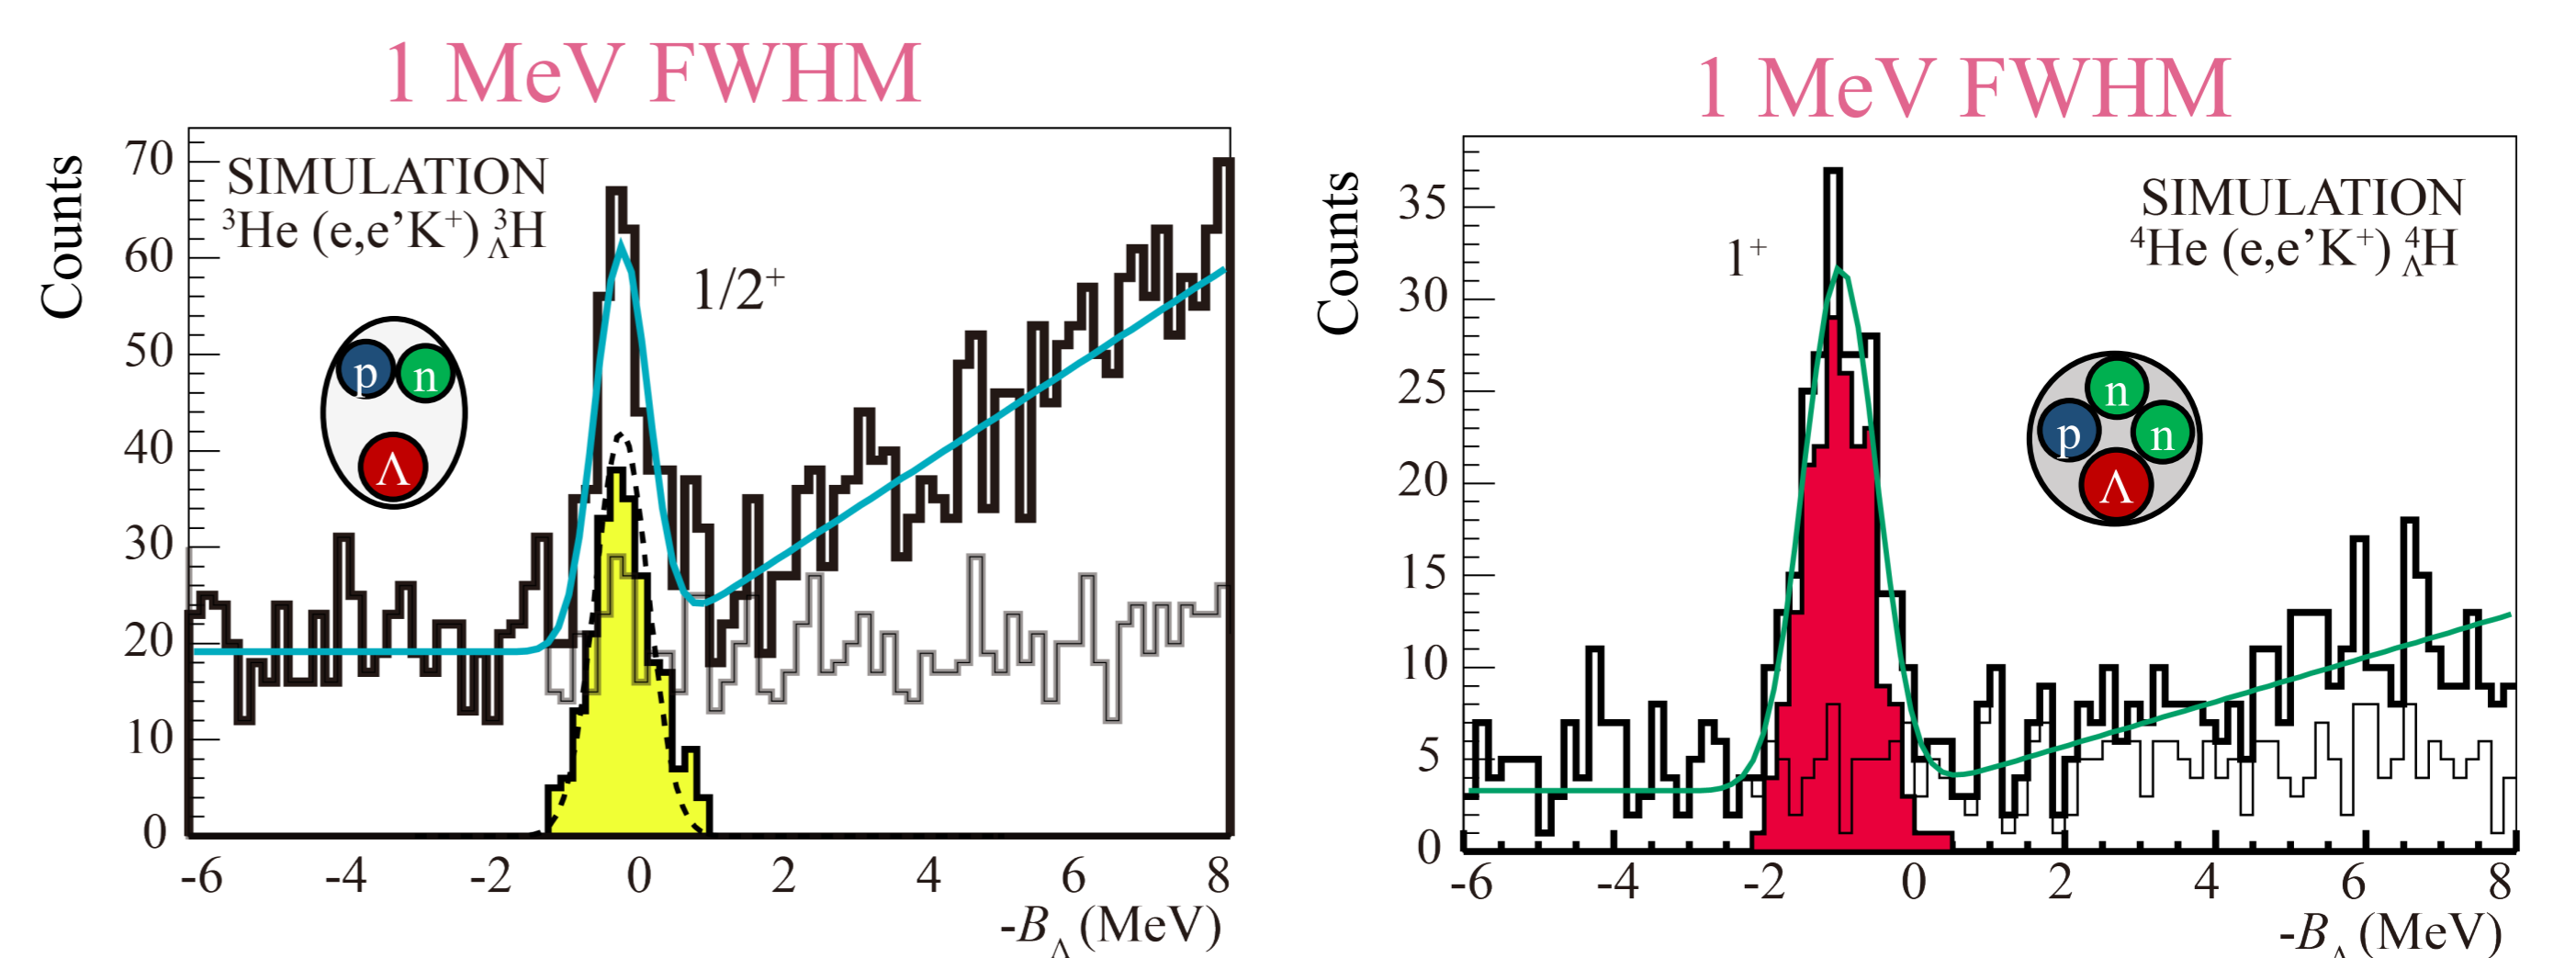 1 MeV FWHM
Counts
70
60
50
40
30
20
10
0
SIMULATION
³He (e,e’K⁺) ³ΛH
1/2⁺
p n
Λ
-6 -4 -2 0 2 4 6 8
-BΛ (MeV)
1 MeV FWHM
Counts
35
30
25
20
15
10
5
0
1⁺
SIMULATION
⁴He (e,e’K⁺) ⁴ΛH
n
p n
Λ
-6 -4 -2 0 2 4 6 8
-BΛ (MeV)